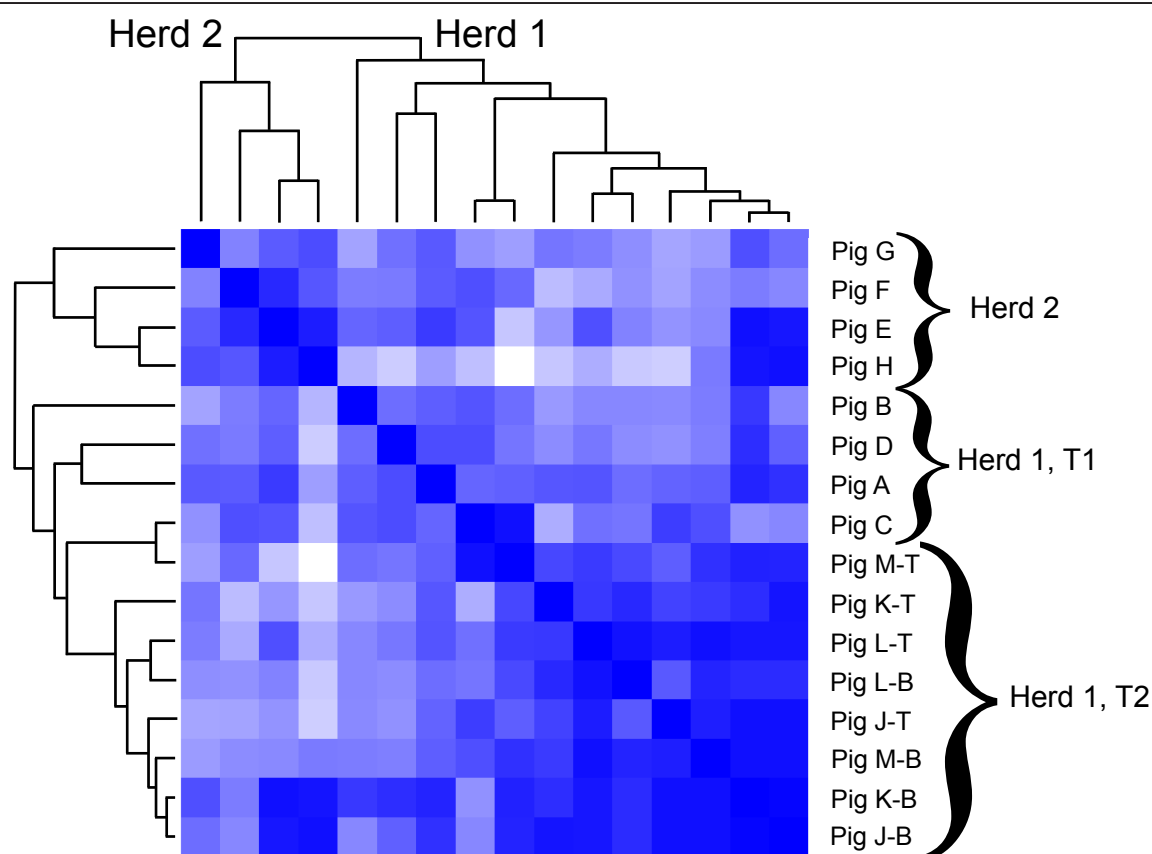 Herd 2
Herd 1
Pig G
Pig F
Pig E
Pig H
Herd 2
Pig B
Pig D
Pig A
Pig C
Herd 1, T1
Pig M-T
Pig K-T
Pig L-T
Pig L-B
Pig J-T
Pig M-B
Pig K-B
Pig J-B
Herd 1, T2